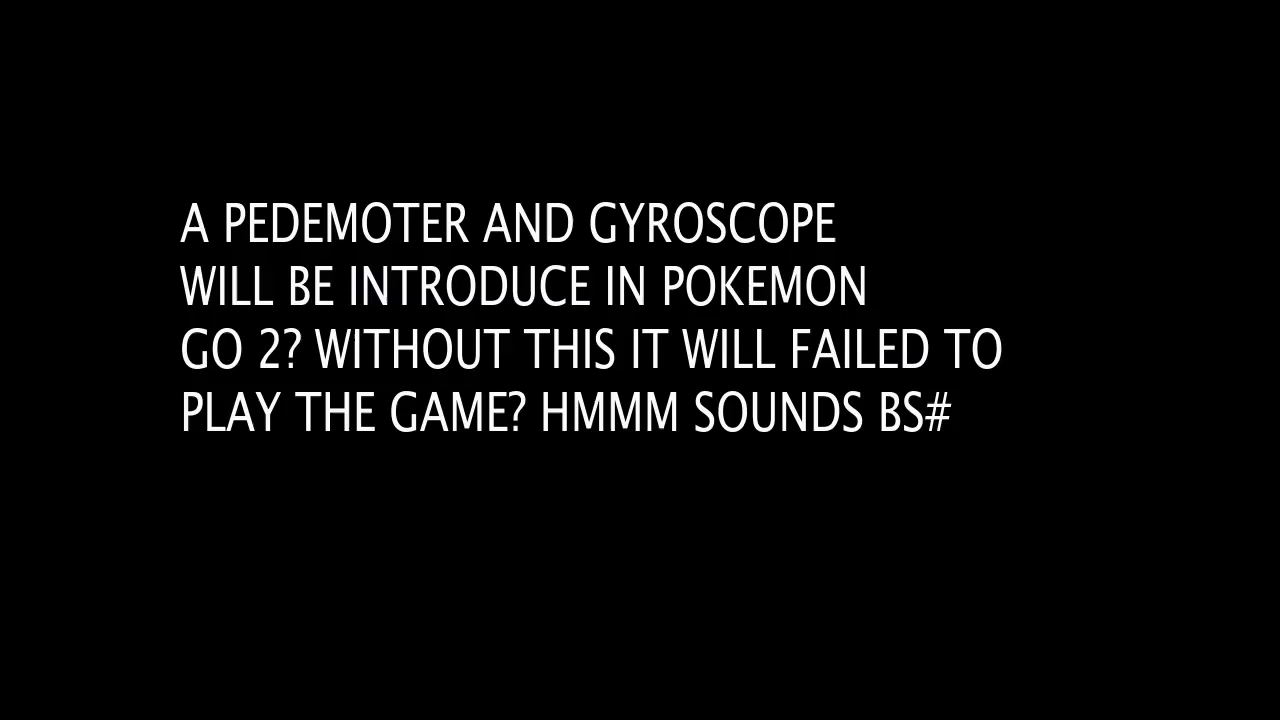 A PEDEMOTER AND GYROSCOPE
WILL BE INTRODUCE IN POKEMON
GO 2? WITHOUT THIS IT WILL FAILED TO
PLAY THE GAME? HMMM SOUNDS BS#